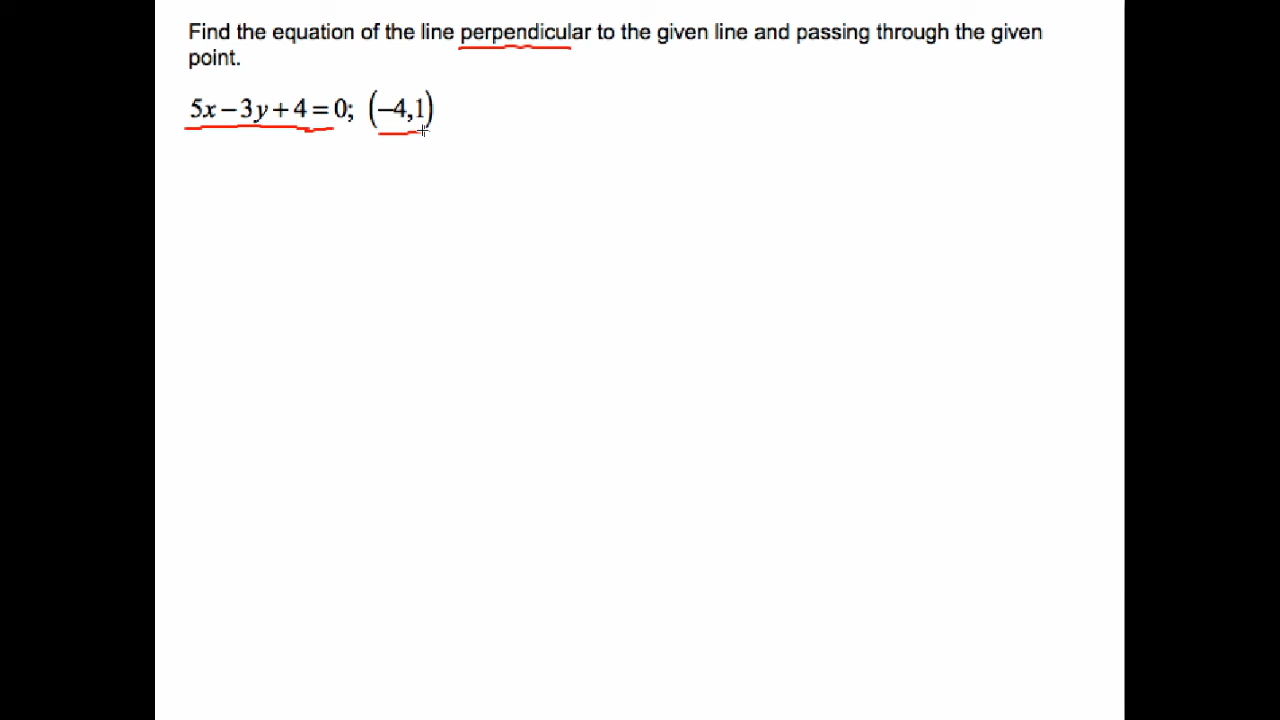 Find the equation of the line perpendicular to the given line and passing through the given
point.
5x – 3y + 4 = 0; (–4,1)